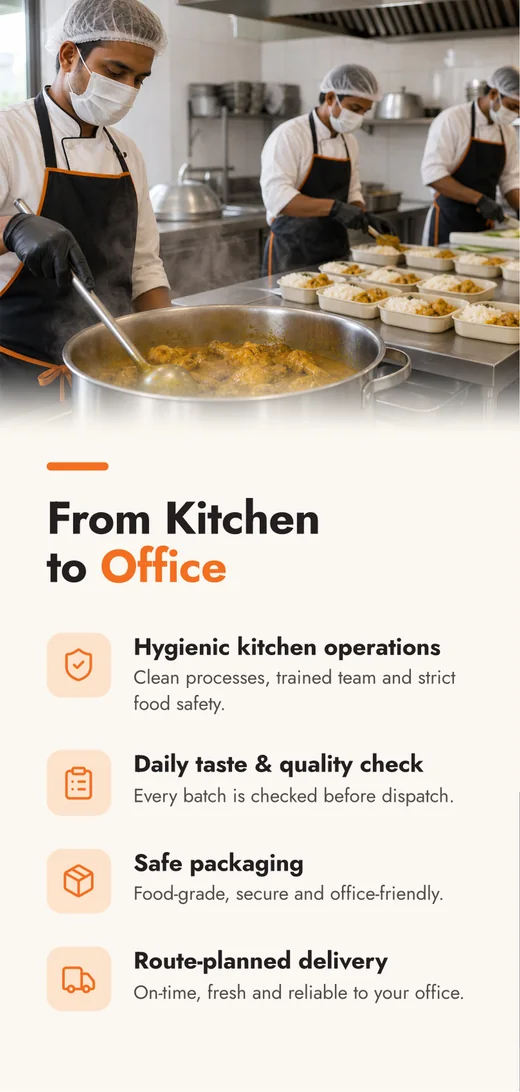 From Kitchen
to Office
Hygienic kitchen operations
Clean processes, trained team and strict
food safety.
Daily taste & quality check
Every batch is checked before dispatch.
Safe packaging
Food-grade, secure and office-friendly.
Route-planned delivery
On-time, fresh and reliable to your office.